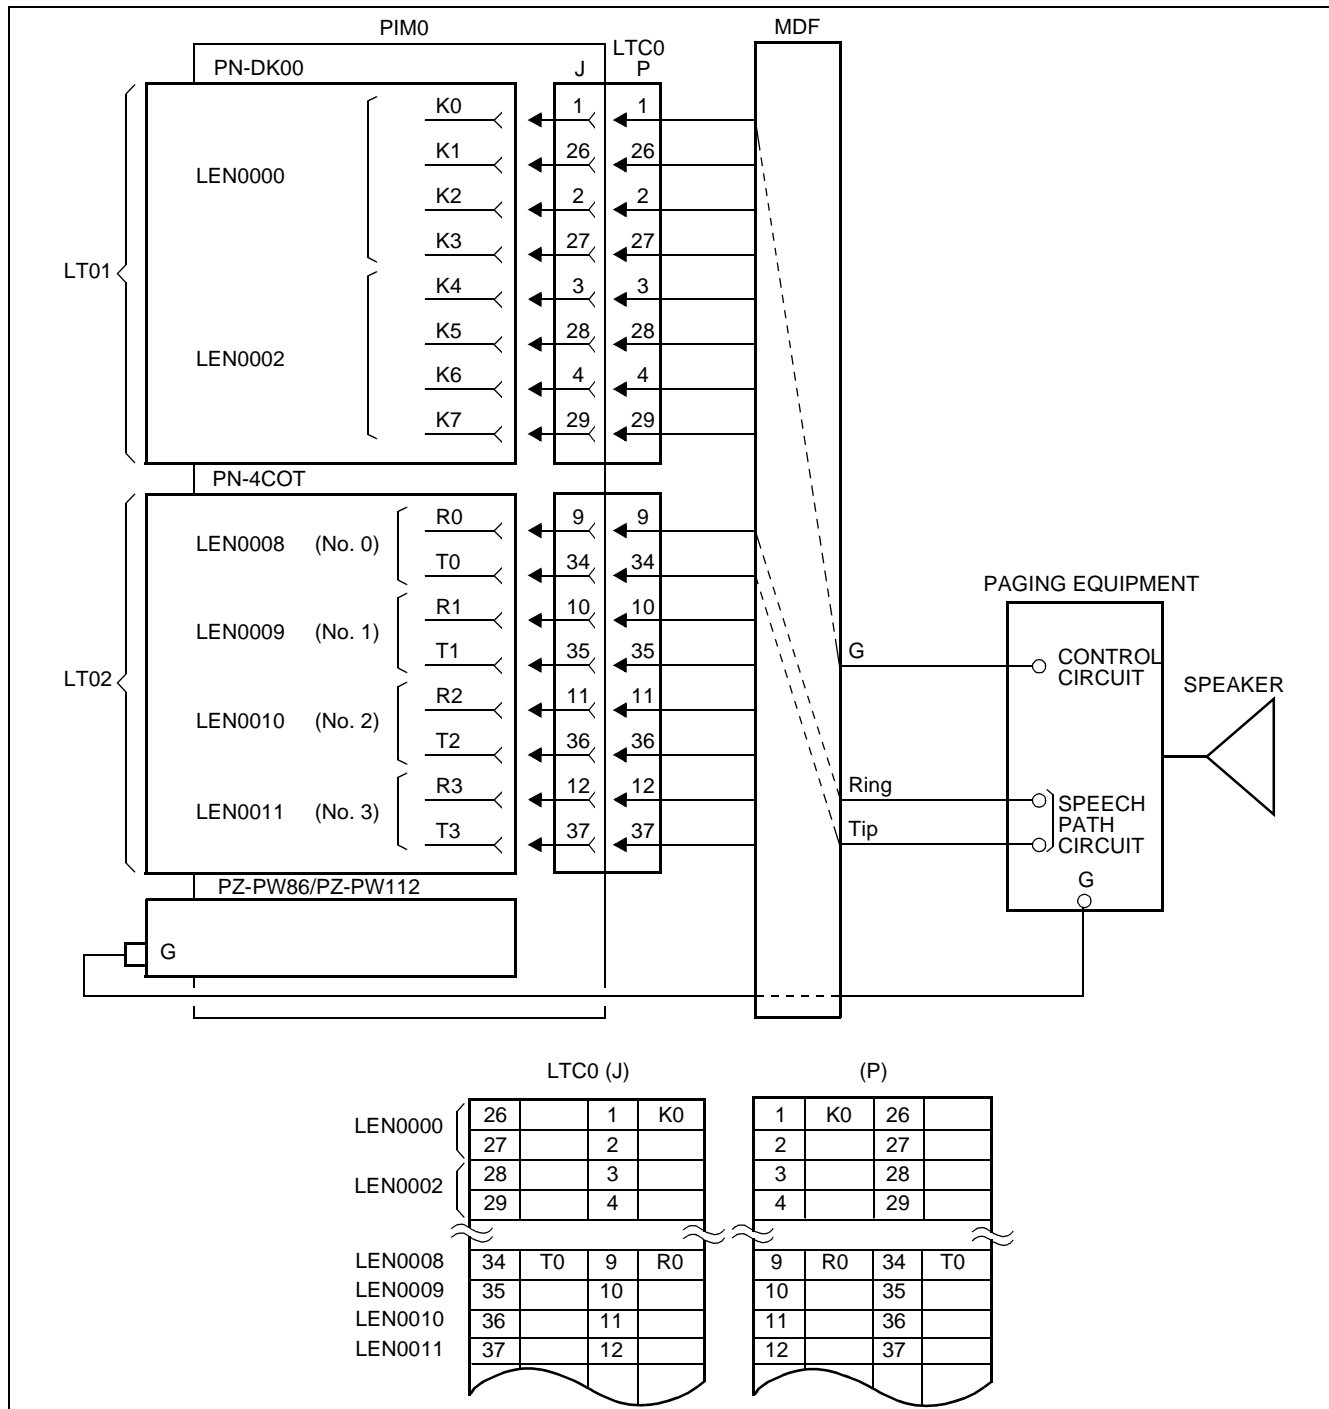 PIM0
MDF
LTC0
PN-DK00
J P
K0 1 1
K1 26 26
LEN0000
K2 2 2
K3 27 27
LT01
K4 3 3
K5 28 28
LEN0002
K6 4 4
K7 29 29
PN-4COT
R0 9 9
LEN0008 (No. 0)
T0 34 34
PAGING EQUIPMENT
R1 10 10
LEN0009 (No. 1)
T1 35 35
G
CONTROL
CIRCUIT
LT02
SPEAKER
R2 11 11
LEN0010 (No. 2)
T2 36 36
R3 12 12
Ring
LEN0011 (No. 3)
SPEECH
PATH
CIRCUIT
T3 37 37
Tip
G
PZ-PW86/PZ-PW112
G
LTC0 (J) (P)
LEN0000
26 1 K0 1 K0 26
27 2 2 27
LEN0002
28 3 3 28
29 4 4 29
LEN0008 34 T0 9 R0 9 R0 34 T0
LEN0009 35 10 10 35
LEN0010 36 11 11 36
LEN0011 37 12 12 37